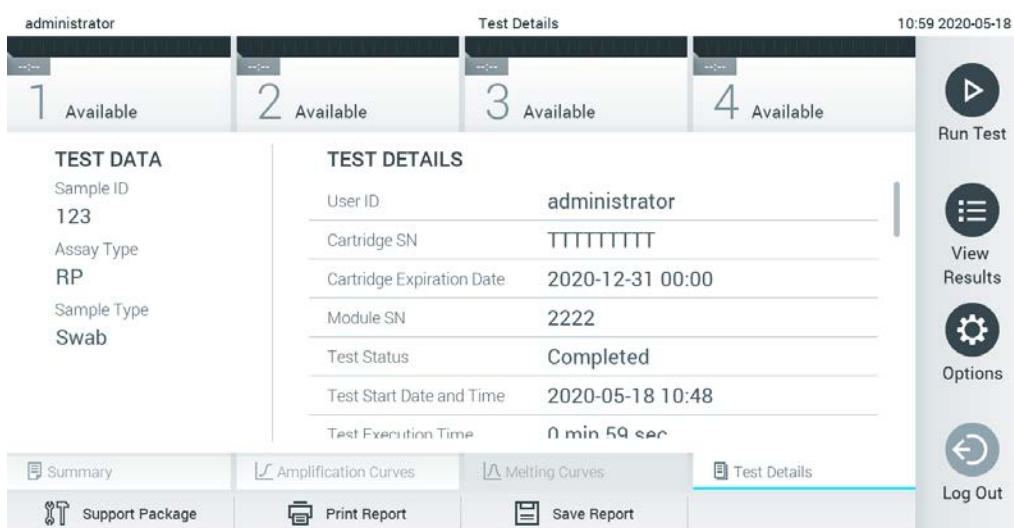 administrator Test Details 10:59 2020-05-18
--:-- --:-- --:-- --:--
1 Available 2 Available 3 Available 4 Available
Run Test
View
Results
Options
Log Out
TEST DATA
Sample ID
123
Assay Type
RP
Sample Type
Swab
TEST DETAILS
User ID administrator
Cartridge SN TTTTTTTTT
Cartridge Expiration Date 2020-12-31 00:00
Module SN 2222
Test Status Completed
Test Start Date and Time 2020-05-18 10:48
Test Execution Time 0 min 59 sec
Summary Amplification Curves Melting Curves Test Details
Support Package Print Report Save Report